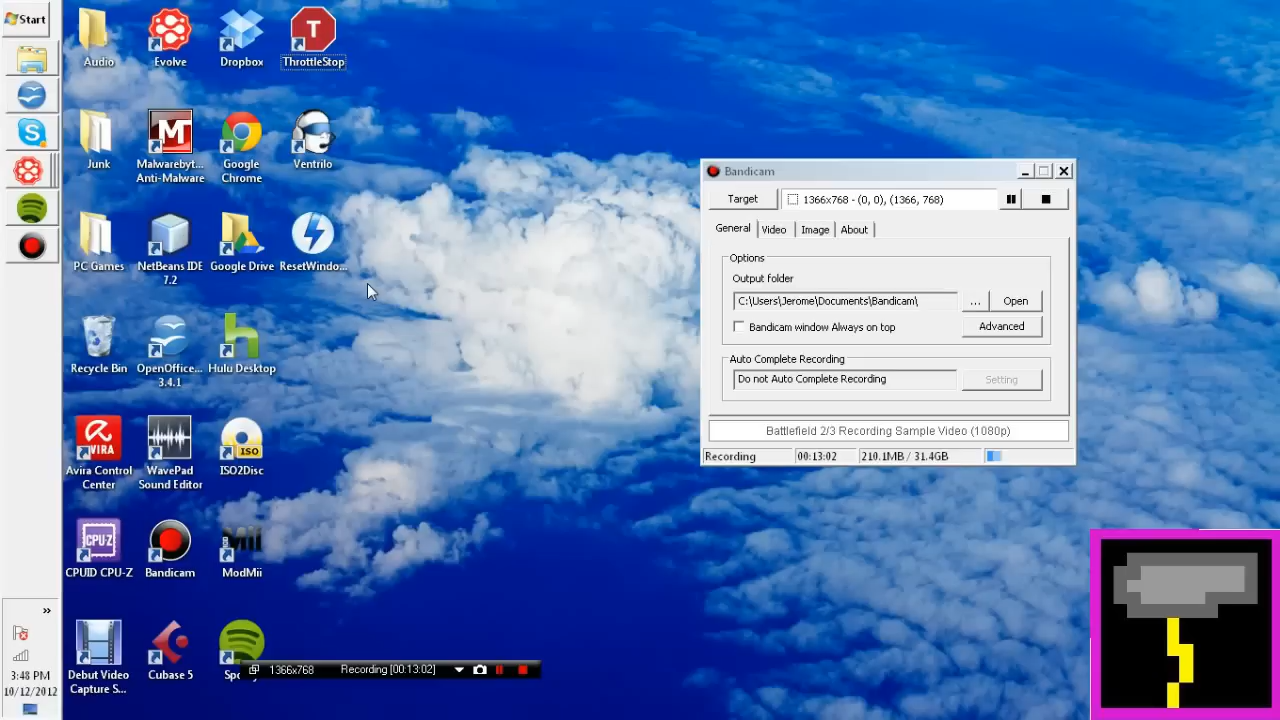 Start
Audio
Evolve
Dropbox
T
ThrottleStop
Junk
Malwarebyt...
Anti-Malware
Google
Chrome
Ventrilo
PC Games
NetBeans IDE
7.2
Google Drive
ResetWindo...
Recycle Bin
OpenOffice...
3.4.1
Hulu Desktop
AVIRA
Avira Control
Center
WavePad
Sound Editor
ISO
ISO2Disc
CPU-Z
CPUID CPU-Z
Bandicam
ModMii
Debut Video
Capture S...
Cubase 5
1366x768
Recording [00:13:02]
3:48 PM
10/12/2012
Bandicam
Target
1366x768 - (0, 0), (1366, 768)
General
Video
Image
About
Options
Output folder
C:\Users\Jerome\Documents\Bandicam\
...
Open
Bandicam window Always on top
Advanced
Auto Complete Recording
Do not Auto Complete Recording
Setting
Battlefield 2/3 Recording Sample Video (1080p)
Recording
00:13:02
210.1MB / 31.4GB